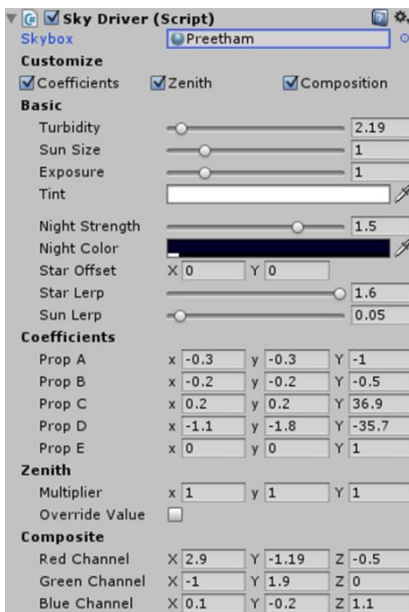 Sky Driver (Script)
Skybox Preetham
Customize
Coefficients Zenith Composition
Basic
Turbidity 2.19
Sun Size 1
Exposure 1
Tint
Night Strength 1.5
Night Color
Star Offset X 0 Y 0
Star Lerp 1.6
Sun Lerp 0.05
Coefficients
Prop A x -0.3 y -0.3 Y -1
Prop B x -0.2 y -0.2 Y -0.5
Prop C x 0.2 y 0.2 Y 36.9
Prop D x -1.1 y -1.8 Y -35.7
Prop E x 0 y 0 Y 1
Zenith
Multiplier x 1 y 1 Y 1
Override Value
Composite
Red Channel X 2.9 Y -1.19 Z -0.5
Green Channel X -1 Y 1.9 Z 0
Blue Channel X 0.1 Y -0.2 Z 1.1